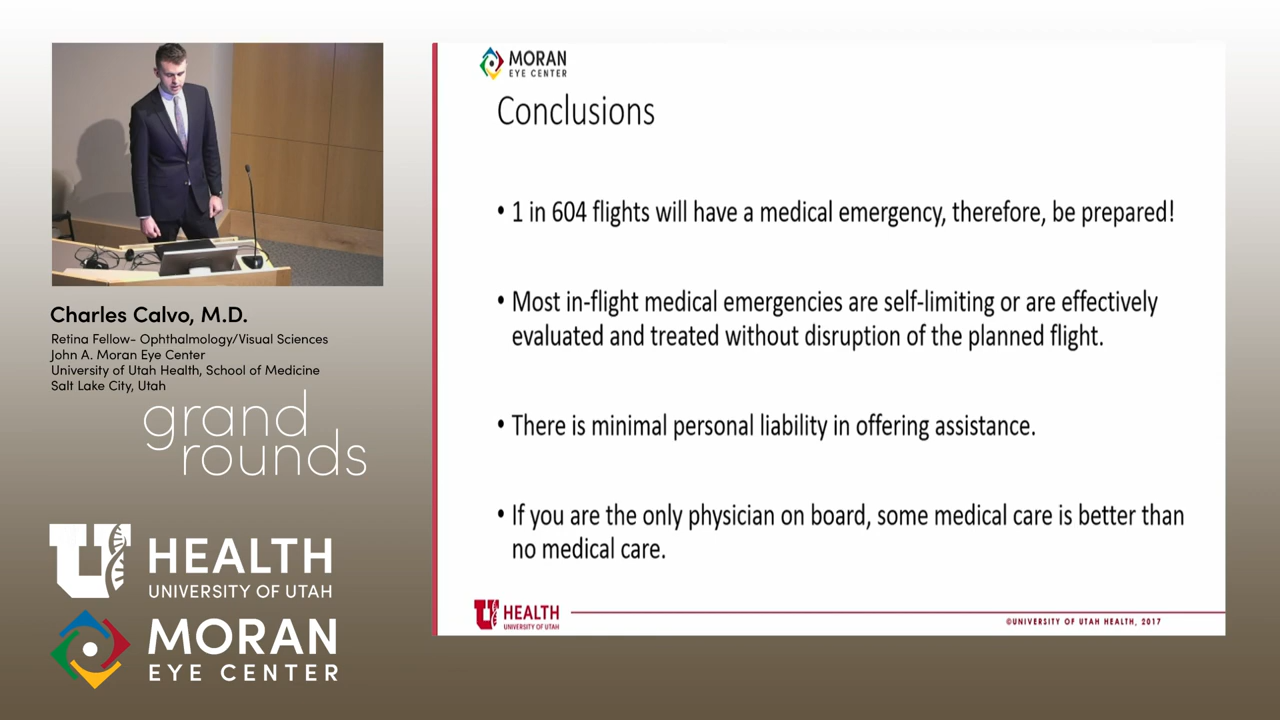 Charles Calvo, M.D.
Retina Fellow- Ophthalmology/Visual Sciences
John A. Moran Eye Center
University of Utah Health, School of Medicine
Salt Lake City, Utah
grand
rounds
U HEALTH
UNIVERSITY OF UTAH
MORAN
EYE CENTER
MORAN
EYE CENTER
Conclusions
• 1 in 604 flights will have a medical emergency, therefore, be prepared!
• Most in-flight medical emergencies are self-limiting or are effectively
evaluated and treated without disruption of the planned flight.
• There is minimal personal liability in offering assistance.
• If you are the only physician on board, some medical care is better than
no medical care.
U HEALTH
UNIVERSITY OF UTAH
©UNIVERSITY OF UTAH HEALTH, 2017